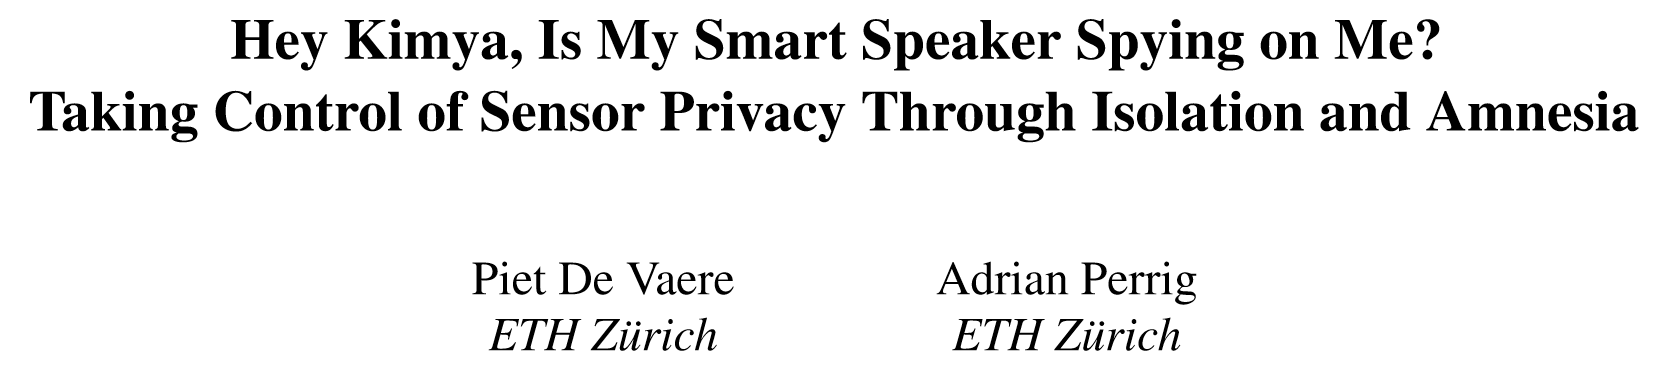 Hey Kimya, Is My Smart Speaker Spying on Me?
Taking Control of Sensor Privacy Through Isolation and Amnesia
Piet De Vaere Adrian Perrig
ETH Zürich ETH Zürich